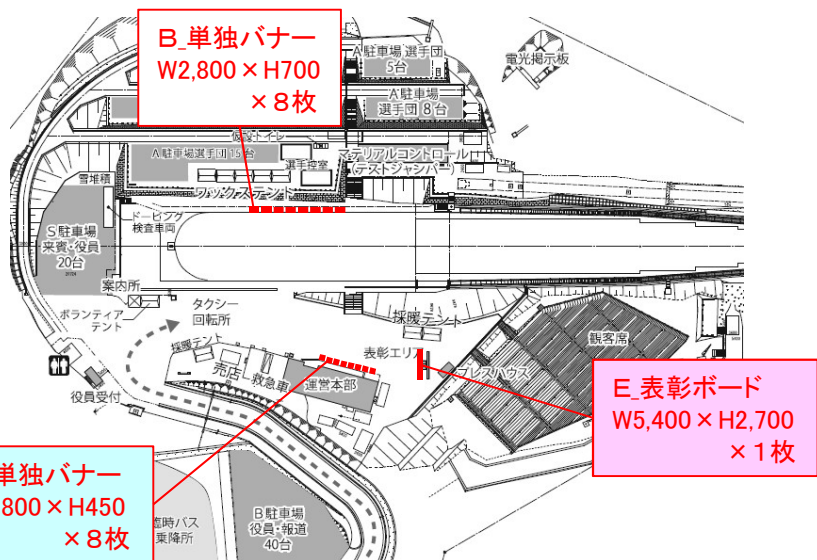 B_単独バナー
W2,800×H700
×8枚
A駐車場 選手団
5台
電光掲示板
A駐車場
選手団 8台
仮設トイレ
A駐車場選手団 15台
選手控室
マテリアルコントロール
(テストジャンパー)
雪堆積
ワックステント
ドーピング
検査車両
S駐車場
来賓・役員
20台
案内所
ボランティア
テント
タクシー
回転所
採暖テント
採暖テント
表彰エリア
観客席
売店
救急車
運営本部
プレスハウス
役員受付
E_表彰ボード
W5,400×H2,700
×1枚
単独バナー
800×H450
×8枚
臨時バス
乗降所
B駐車場
役員・報道
40台